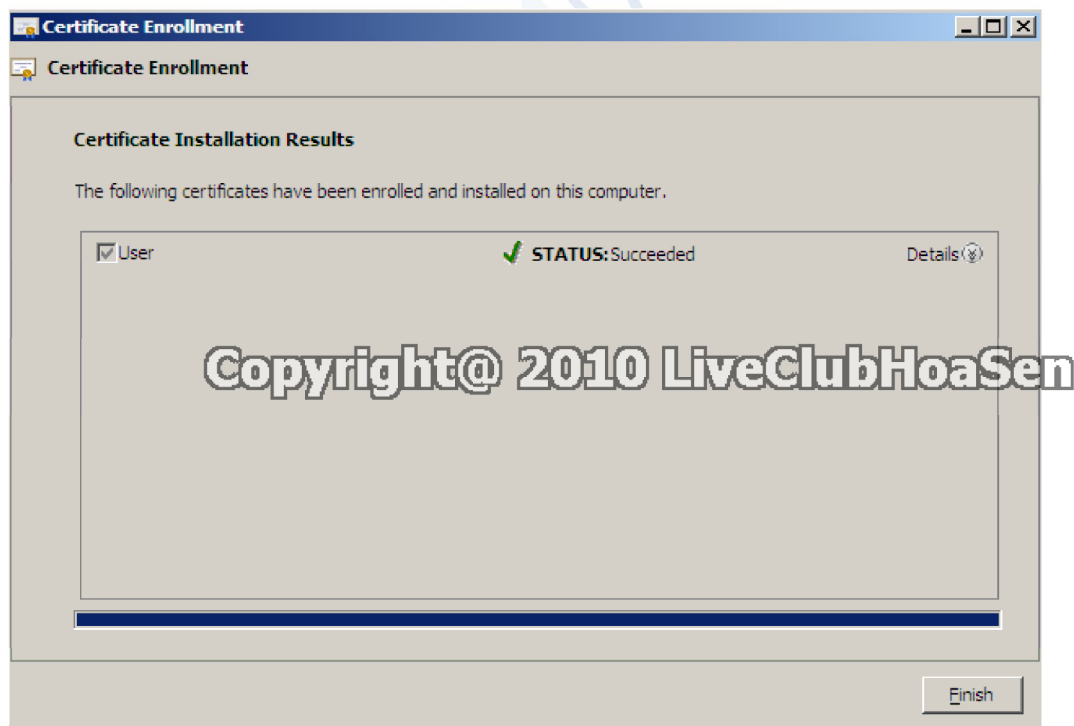 Certificate Enrollment
Certificate Enrollment
Certificate Installation Results
The following certificates have been enrolled and installed on this computer.
User STATUS: Succeeded Details
Copyright@ 2010 LiveClubHoaSen
Finish